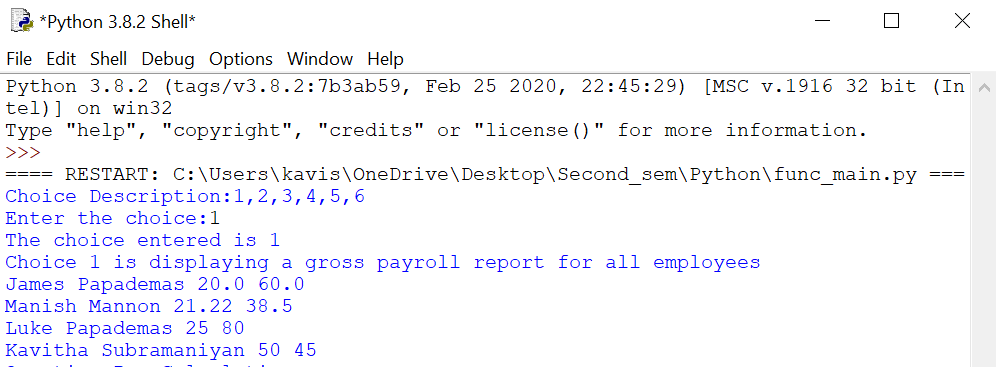 *Python 3.8.2 Shell*
File Edit Shell Debug Options Window Help
Python 3.8.2 (tags/v3.8.2:7b3ab59, Feb 25 2020, 22:45:29) [MSC v.1916 32 bit (In
tel)] on win32
Type "help", "copyright", "credits" or "license()" for more information.
>>>
==== RESTART: C:\Users\kavis\OneDrive\Desktop\Second_sem\Python\func_main.py ===
Choice Description:1,2,3,4,5,6
Enter the choice:1
The choice entered is 1
Choice 1 is displaying a gross payroll report for all employees
James Papademas 20.0 60.0
Manish Mannon 21.22 38.5
Luke Papademas 25 80
Kavitha Subramaniyan 50 45